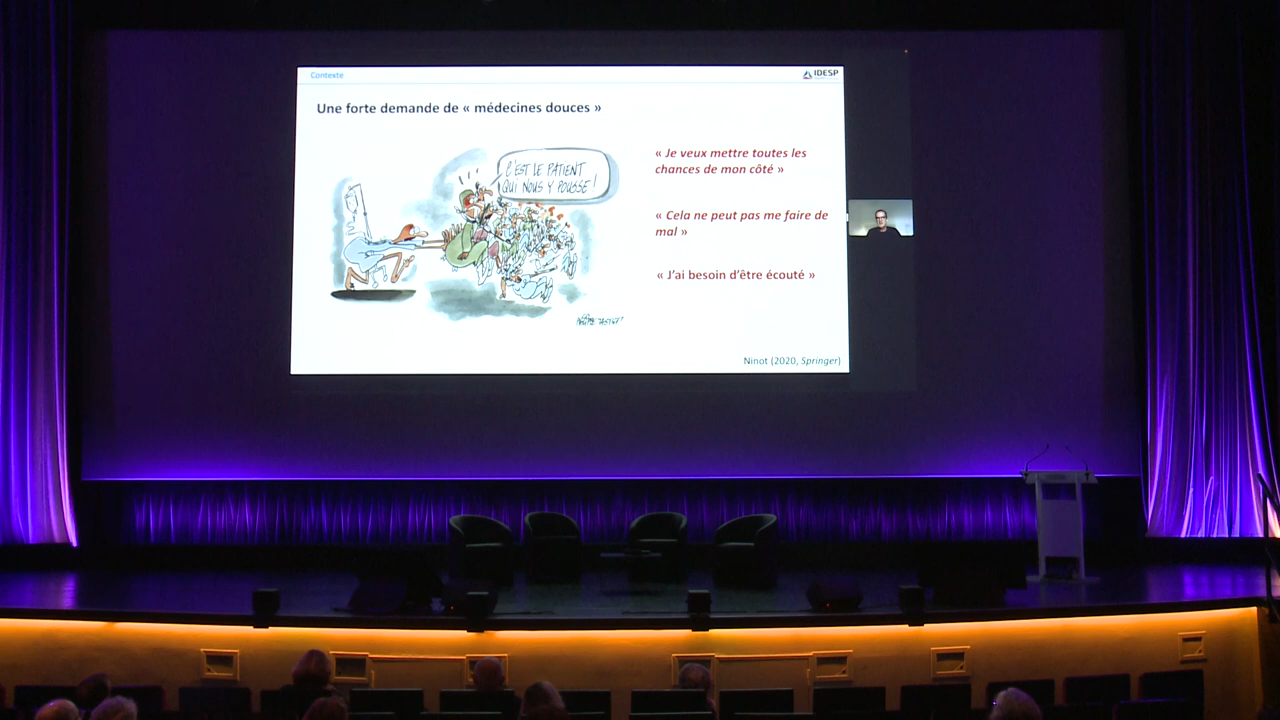 Contexte
IDESP
Une forte demande de « médecines douces »
C'EST LE PATIENT
QUI NOUS Y POUSSE !
« Je veux mettre toutes les
chances de mon côté »
« Cela ne peut pas me faire de
mal »
« J'ai besoin d'être écouté »
Ninot (2020, Springer)